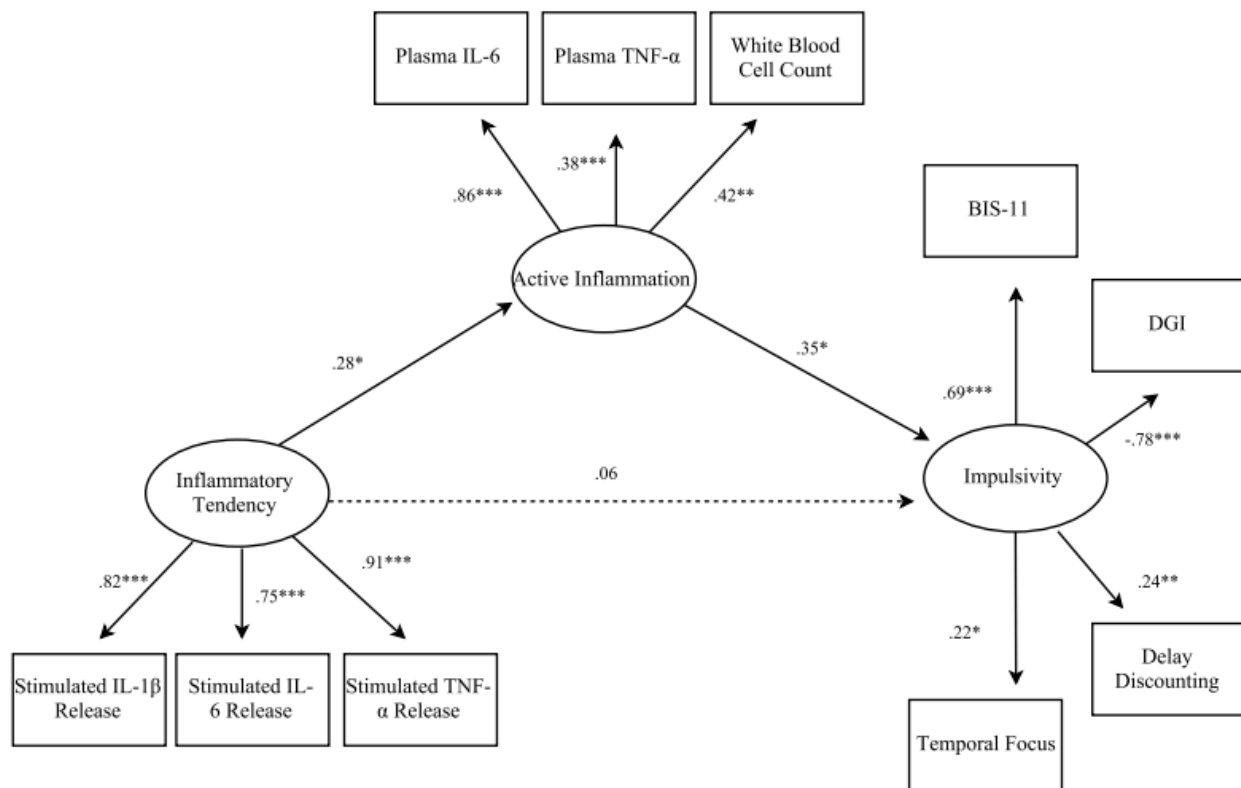 Plasma IL-6
Plasma TNF-α
White Blood
Cell Count
.86***
.38***
.42**
BIS-11
Active Inflammation
DGI
.28*
.35*
.69***
-.78***
Inflammatory
Tendency
.06
Impulsivity
.82***
.75***
.91***
.24**
.22*
Stimulated IL-1β
Release
Stimulated IL-
6 Release
Stimulated TNF-
α Release
Delay
Discounting
Temporal Focus